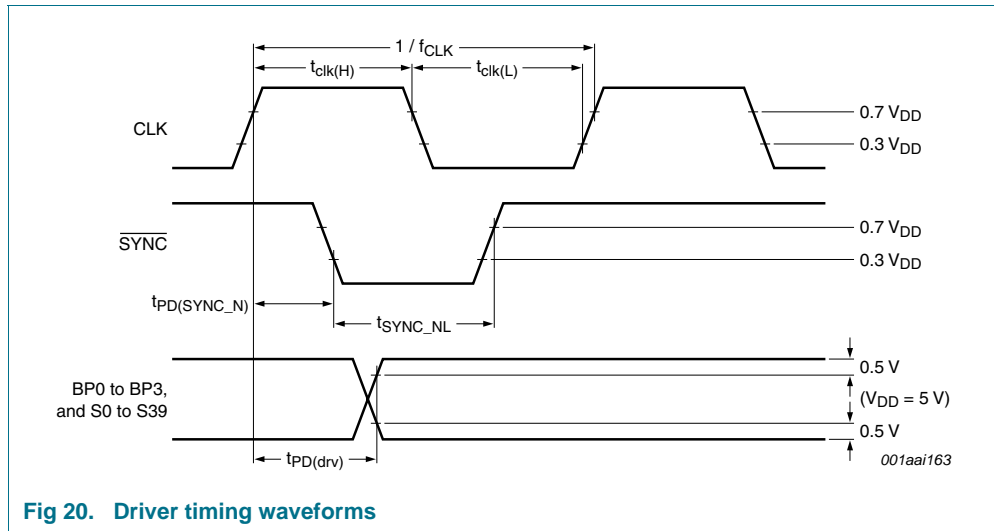 1 / fCLK
tclk(H)
tclk(L)
CLK
0.7 VDD
0.3 VDD
SYNC
0.7 VDD
0.3 VDD
tPD(SYNC_N)
tSYNC_NL
BP0 to BP3,
and S0 to S39
0.5 V
(VDD = 5 V)
0.5 V
tPD(drv)
001aai163
Fig 20. Driver timing waveforms